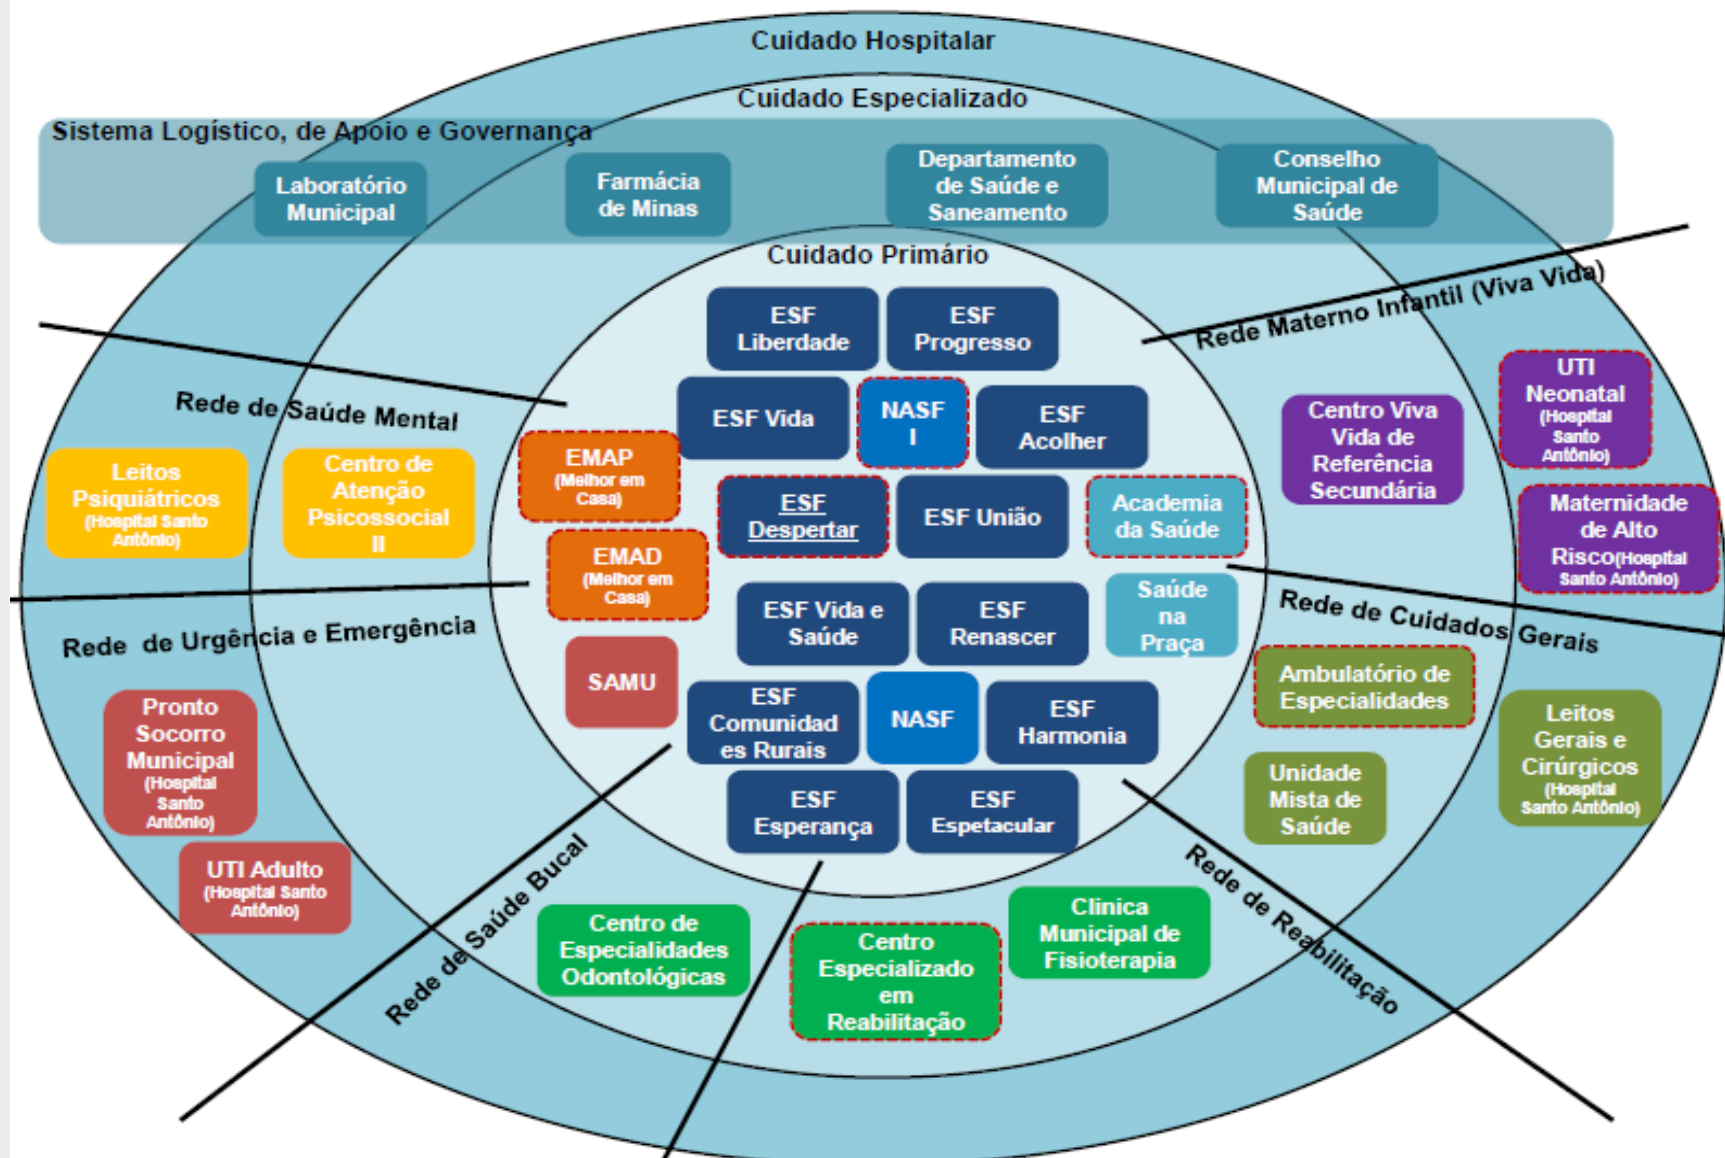 Cuidado Hospitalar
Cuidado Especializado
Sistema Logístico, de Apoio e Governança
Laboratório
Municipal
Farmácia
de Minas
Departamento
de Saúde e
Saneamento
Conselho
Municipal de
Saúde
Cuidado Primário
Rede Materno Infantil (Viva Vida)
ESF
Liberdade
ESF
Progresso
ESF Vida
NASF
I
ESF
Acolher
Rede de Saúde Mental
Leitos
Psiquiátricos
(Hospital Santo
Antônio)
Centro de
Atenção
Psicossocial
II
EMAP
(Melhor em
Casa)
EMAD
(Melhor em
Casa)
ESF
Despertar
ESF União
Academia
da Saúde
Centro Viva
Vida de
Referência
Secundária
UTI
Neonatal
(Hospital
Santo
Antônio)
Maternidade
de Alto
Risco(Hospital
Santo Antônio)
Rede de Urgência e Emergência
SAMU
ESF Vida e
Saúde
ESF
Renascer
Saúde
na
Praça
Rede de Cuidados Gerais
Pronto
Socorro
Municipal
(Hospital
Santo
Antônio)
UTI Adulto
(Hospital Santo
Antônio)
ESF
Comunidad
es Rurais
NASF
ESF
Harmonia
Ambulatório de
Especialidades
Unidade
Mista de
Saúde
Leitos
Gerais e
Cirúrgicos
(Hospital
Santo Antônio)
ESF
Esperança
ESF
Espetacular
Rede de Saúde Bucal
Centro de
Especialidades
Odontológicas
Centro
Especializado
em
Reabilitação
Clinica
Municipal de
Fisioterapia
Rede de Reabilitação